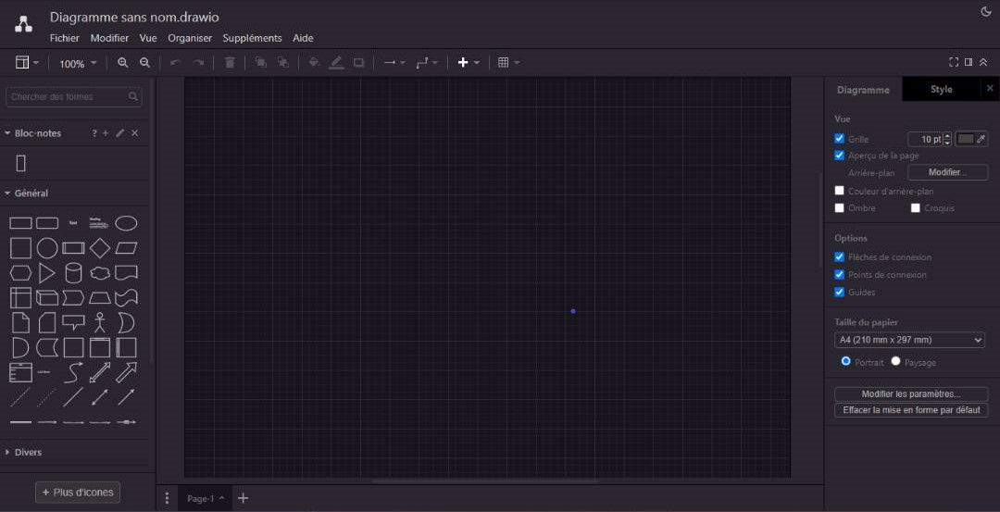 Diagramme sans nom.drawio
Fichier Modifier Vue Organiser Suppléments Aide
100%
Chercher des formes
Bloc-notes ? + ×
Général
Text
Heading
List Item
Divers
+ Plus d'icones
Page-1
Diagramme Style
Vue
Grille 10 pt
Aperçu de la page
Arrière-plan Modifier...
Couleur d'arrière-plan
Ombre Croquis
Options
Flèches de connexion
Points de connexion
Guides
Taille du papier
A4 (210 mm x 297 mm)
Portrait Paysage
Modifier les paramètres...
Effacer la mise en forme par défaut